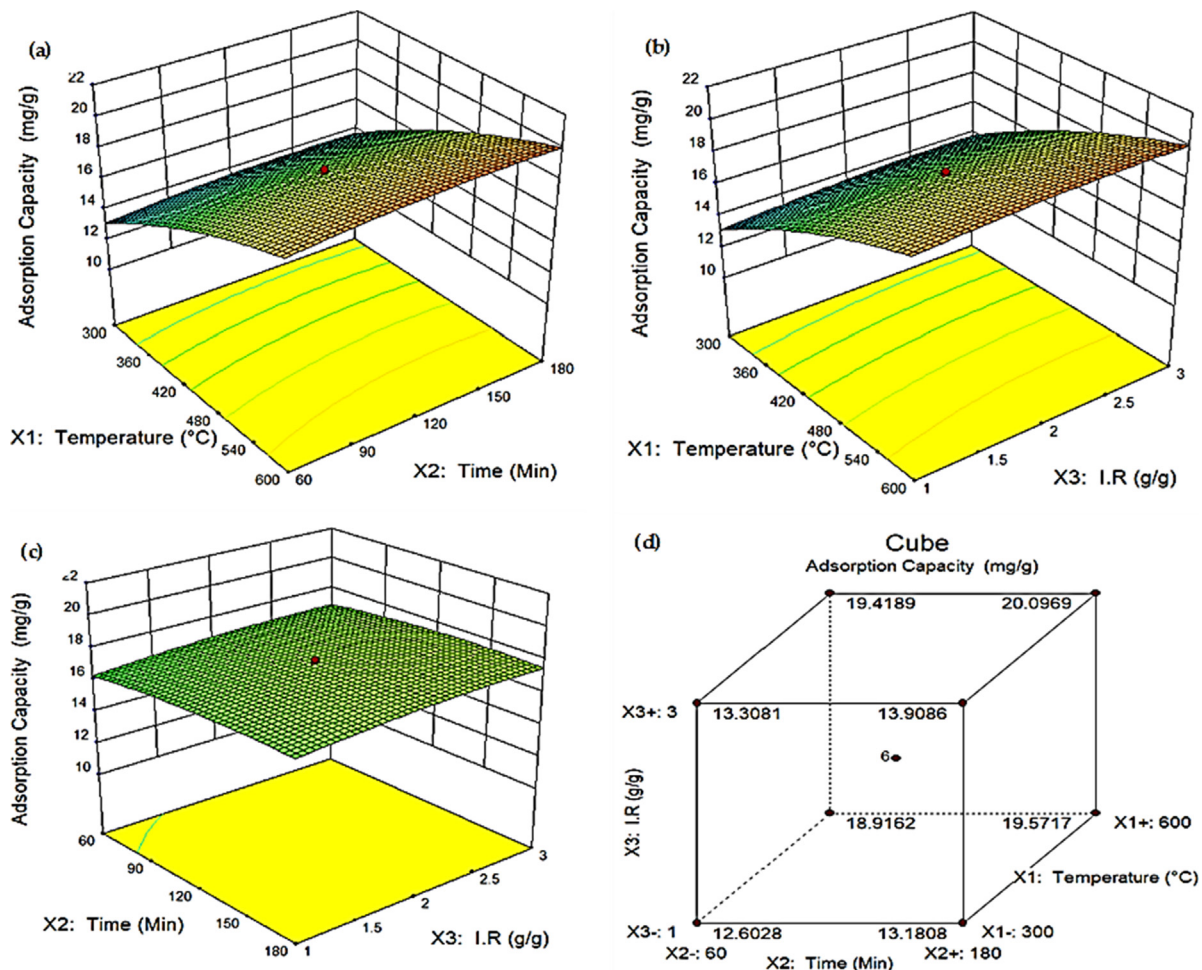 (a)
22
20
18
16
14
12
10
Adsorption Capacity (mg/g)
300
360
420
480
540
600
X1: Temperature (°C)
60
90
120
150
180
X2: Time (Min)
(b)
22
20
18
16
14
12
10
Adsorption Capacity (mg/g)
300
360
420
480
540
600
X1: Temperature (°C)
1
1.5
2
2.5
3
X3: I.R (g/g)
(c)
22
20
18
16
14
12
10
Adsorption Capacity (mg/g)
60
90
120
150
180
X2: Time (Min)
1
1.5
2
2.5
3
X3: I.R (g/g)
(d)
Cube
Adsorption Capacity (mg/g)
19.4189 20.0969
X3+: 3 13.3081 13.9086
6
X3: I.R (g/g)
18.9162 19.5717 X1+: 600
X1: Temperature (°C)
X3-: 1 12.6028 13.1808 X1-: 300
X2-: 60 X2+: 180
X2: Time (Min)